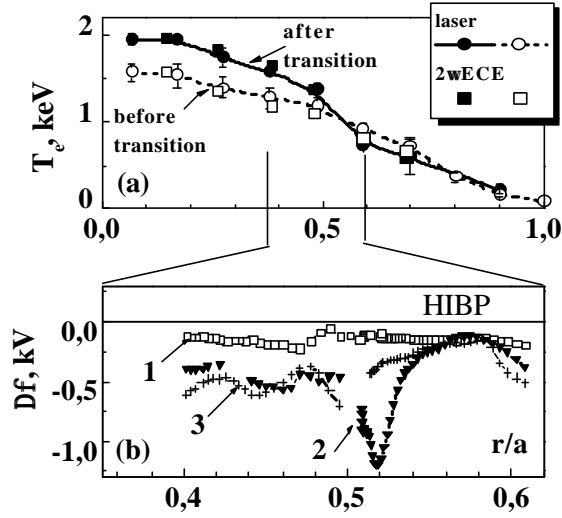 2
laser
after
transition
2wECE
1
before
transition
T_e, keV
(a)
0
0,0
0,5
1,0
HIBP
0,0
1
-0,5
Df, kV
3
2
-1,0
(b)
r/a
0,4
0,5
0,6